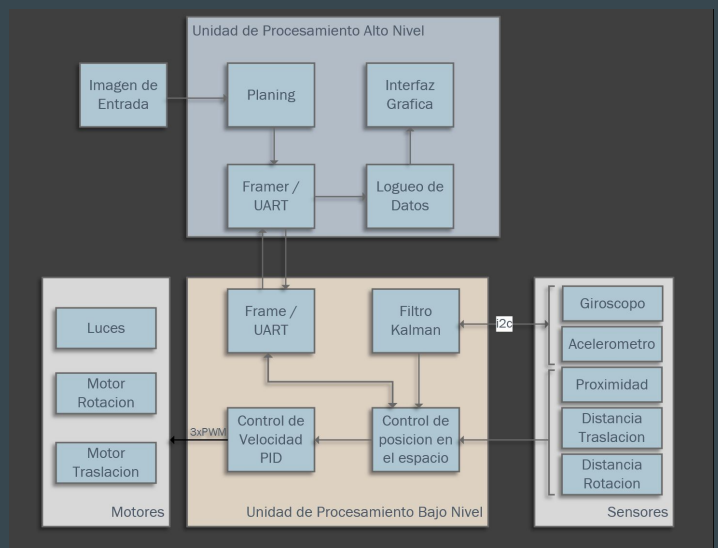 Unidad de Procesamiento Alto Nivel
Imagen de
Entrada
Planing
Interfaz
Grafica
Framer /
UART
Logueo de
Datos
Luces
Motor
Rotacion
Motor
Traslacion
Motores
Frame /
UART
Filtro
Kalman
Control de
Velocidad
PID
Control de
posicion en
el espacio
3xPWM
Unidad de Procesamiento Bajo Nivel
i2c
Giroscopo
Acelerometro
Proximidad
Distancia
Traslacion
Distancia
Rotacion
Sensores